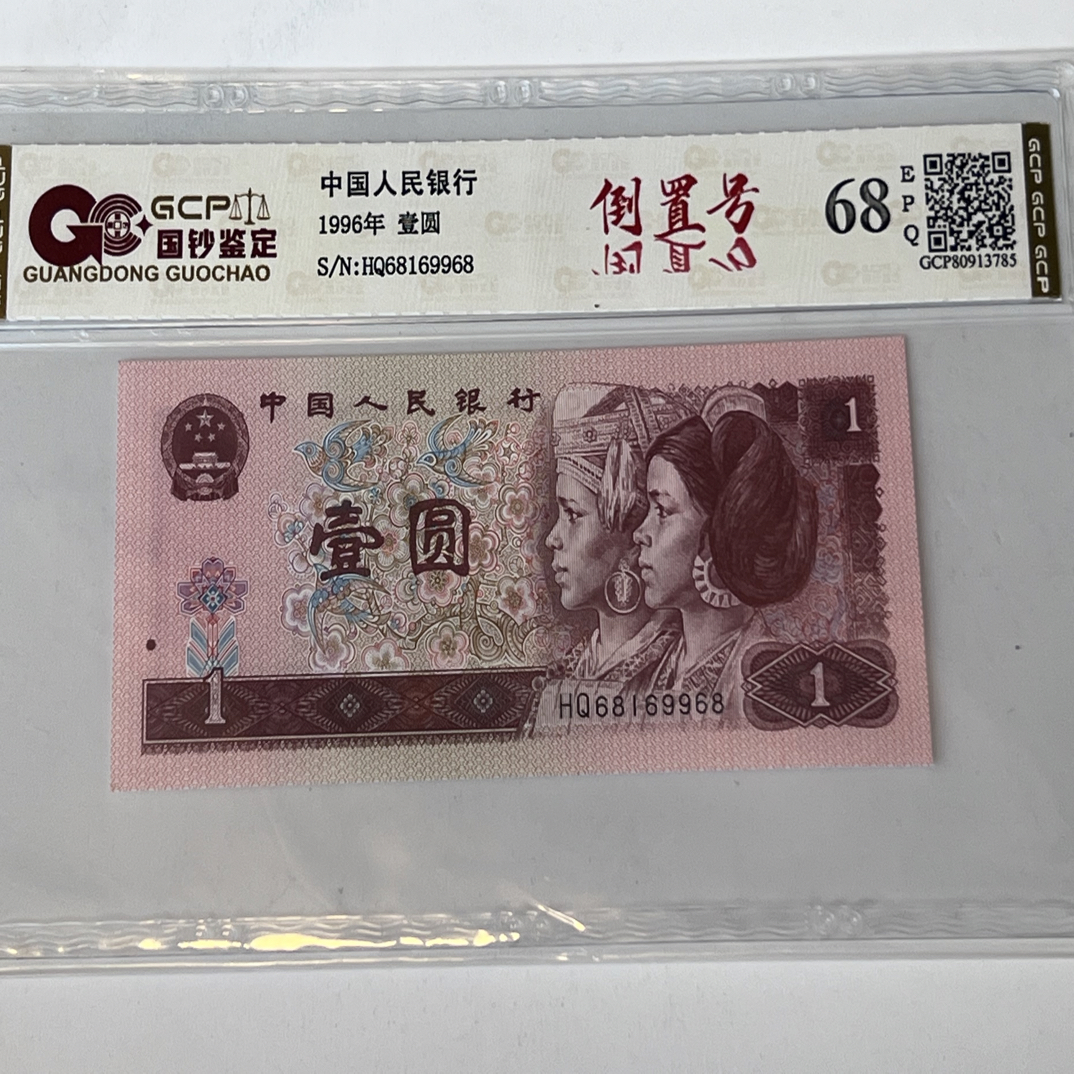 GCP
国钞鉴定
GUANGDONG GUOCHAO
中国人民银行
1996年 壹圆
S/N:HQ68169968
倒置号
68
EPQ
GCP80913785
GCP GCP GCP
中国人民银行
1
壹圆
1
HQ68169968
1